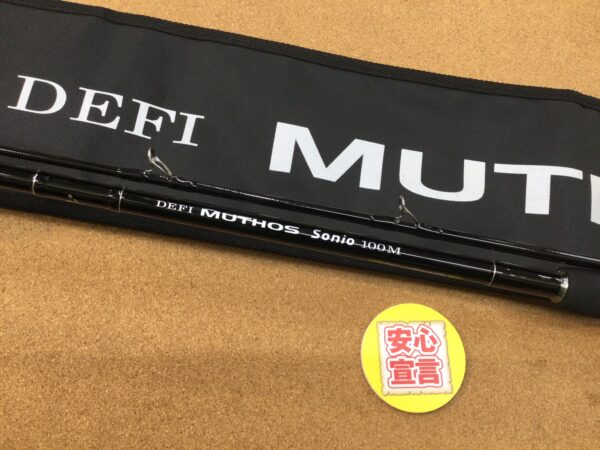 DEFI MUTH
DEFI MUTHOS Sonio 100M
安心
宣言